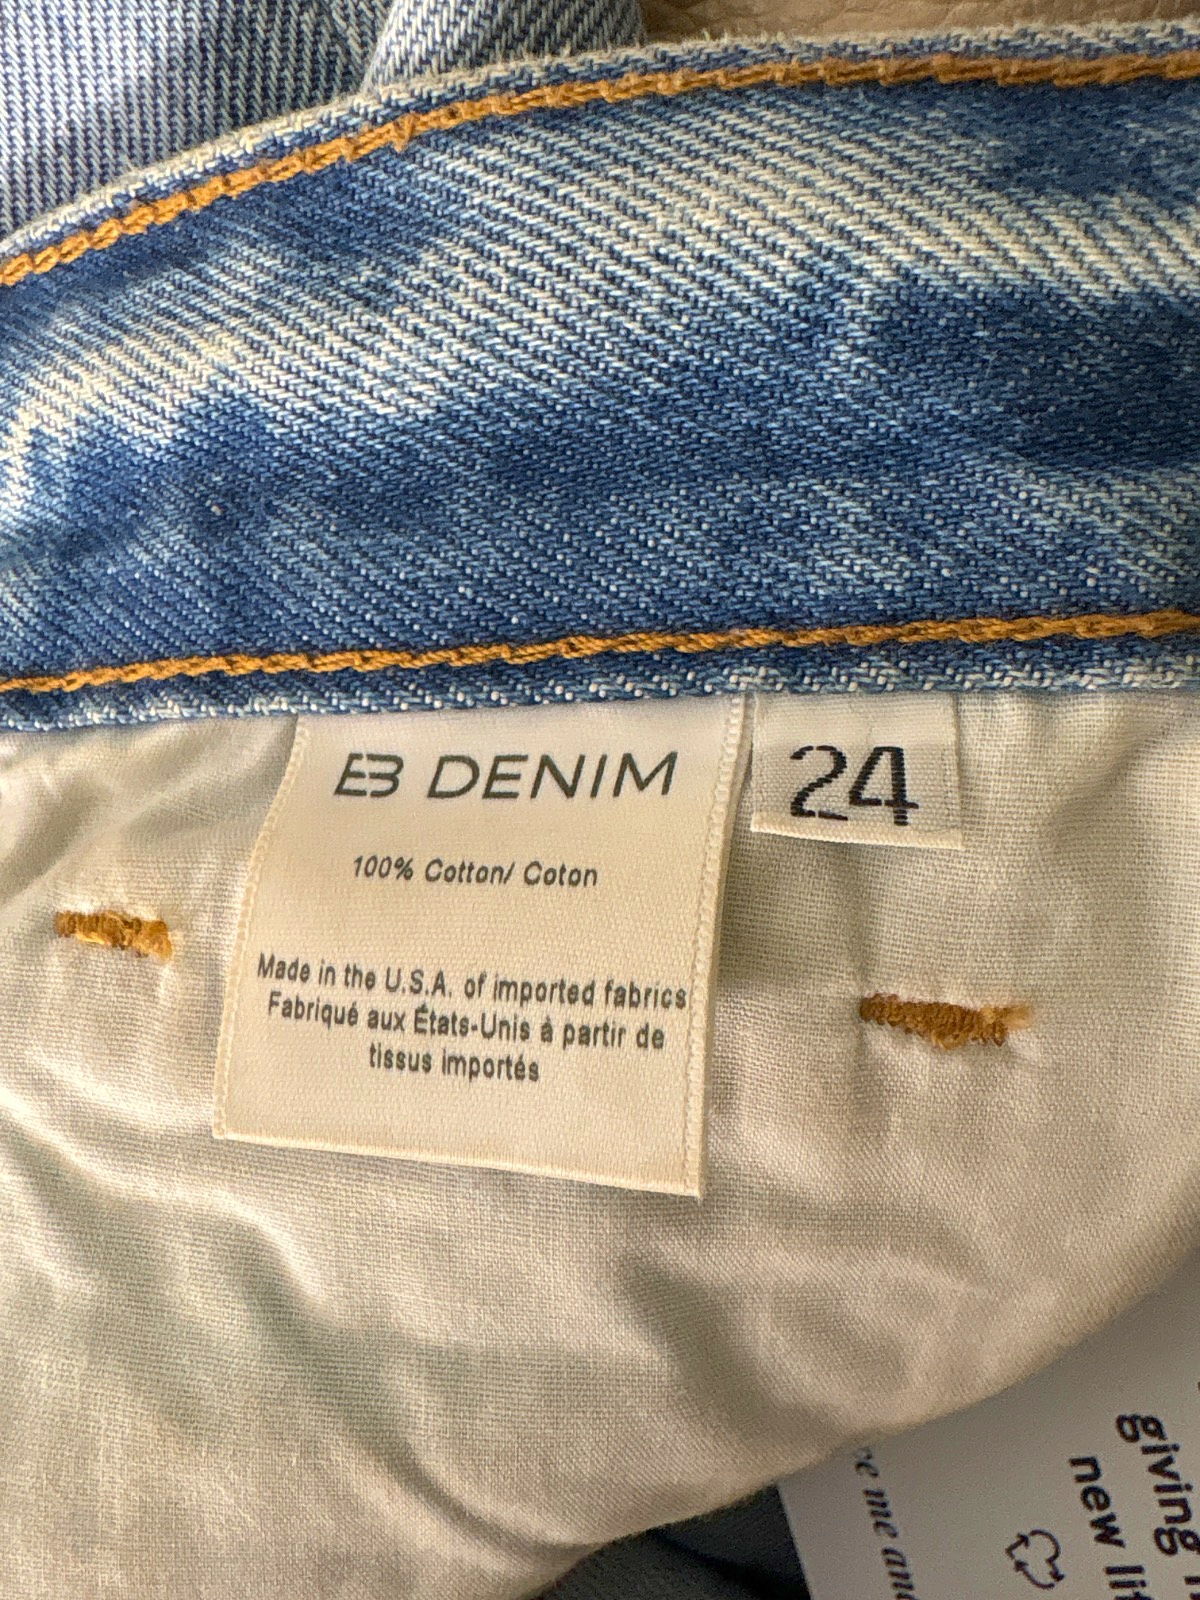 EB DENIM
24
100% Cotton/ Coton
Made in the U.S.A. of imported fabrics
Fabriqué aux États-Unis à partir de
tissus importés
giving
new
me